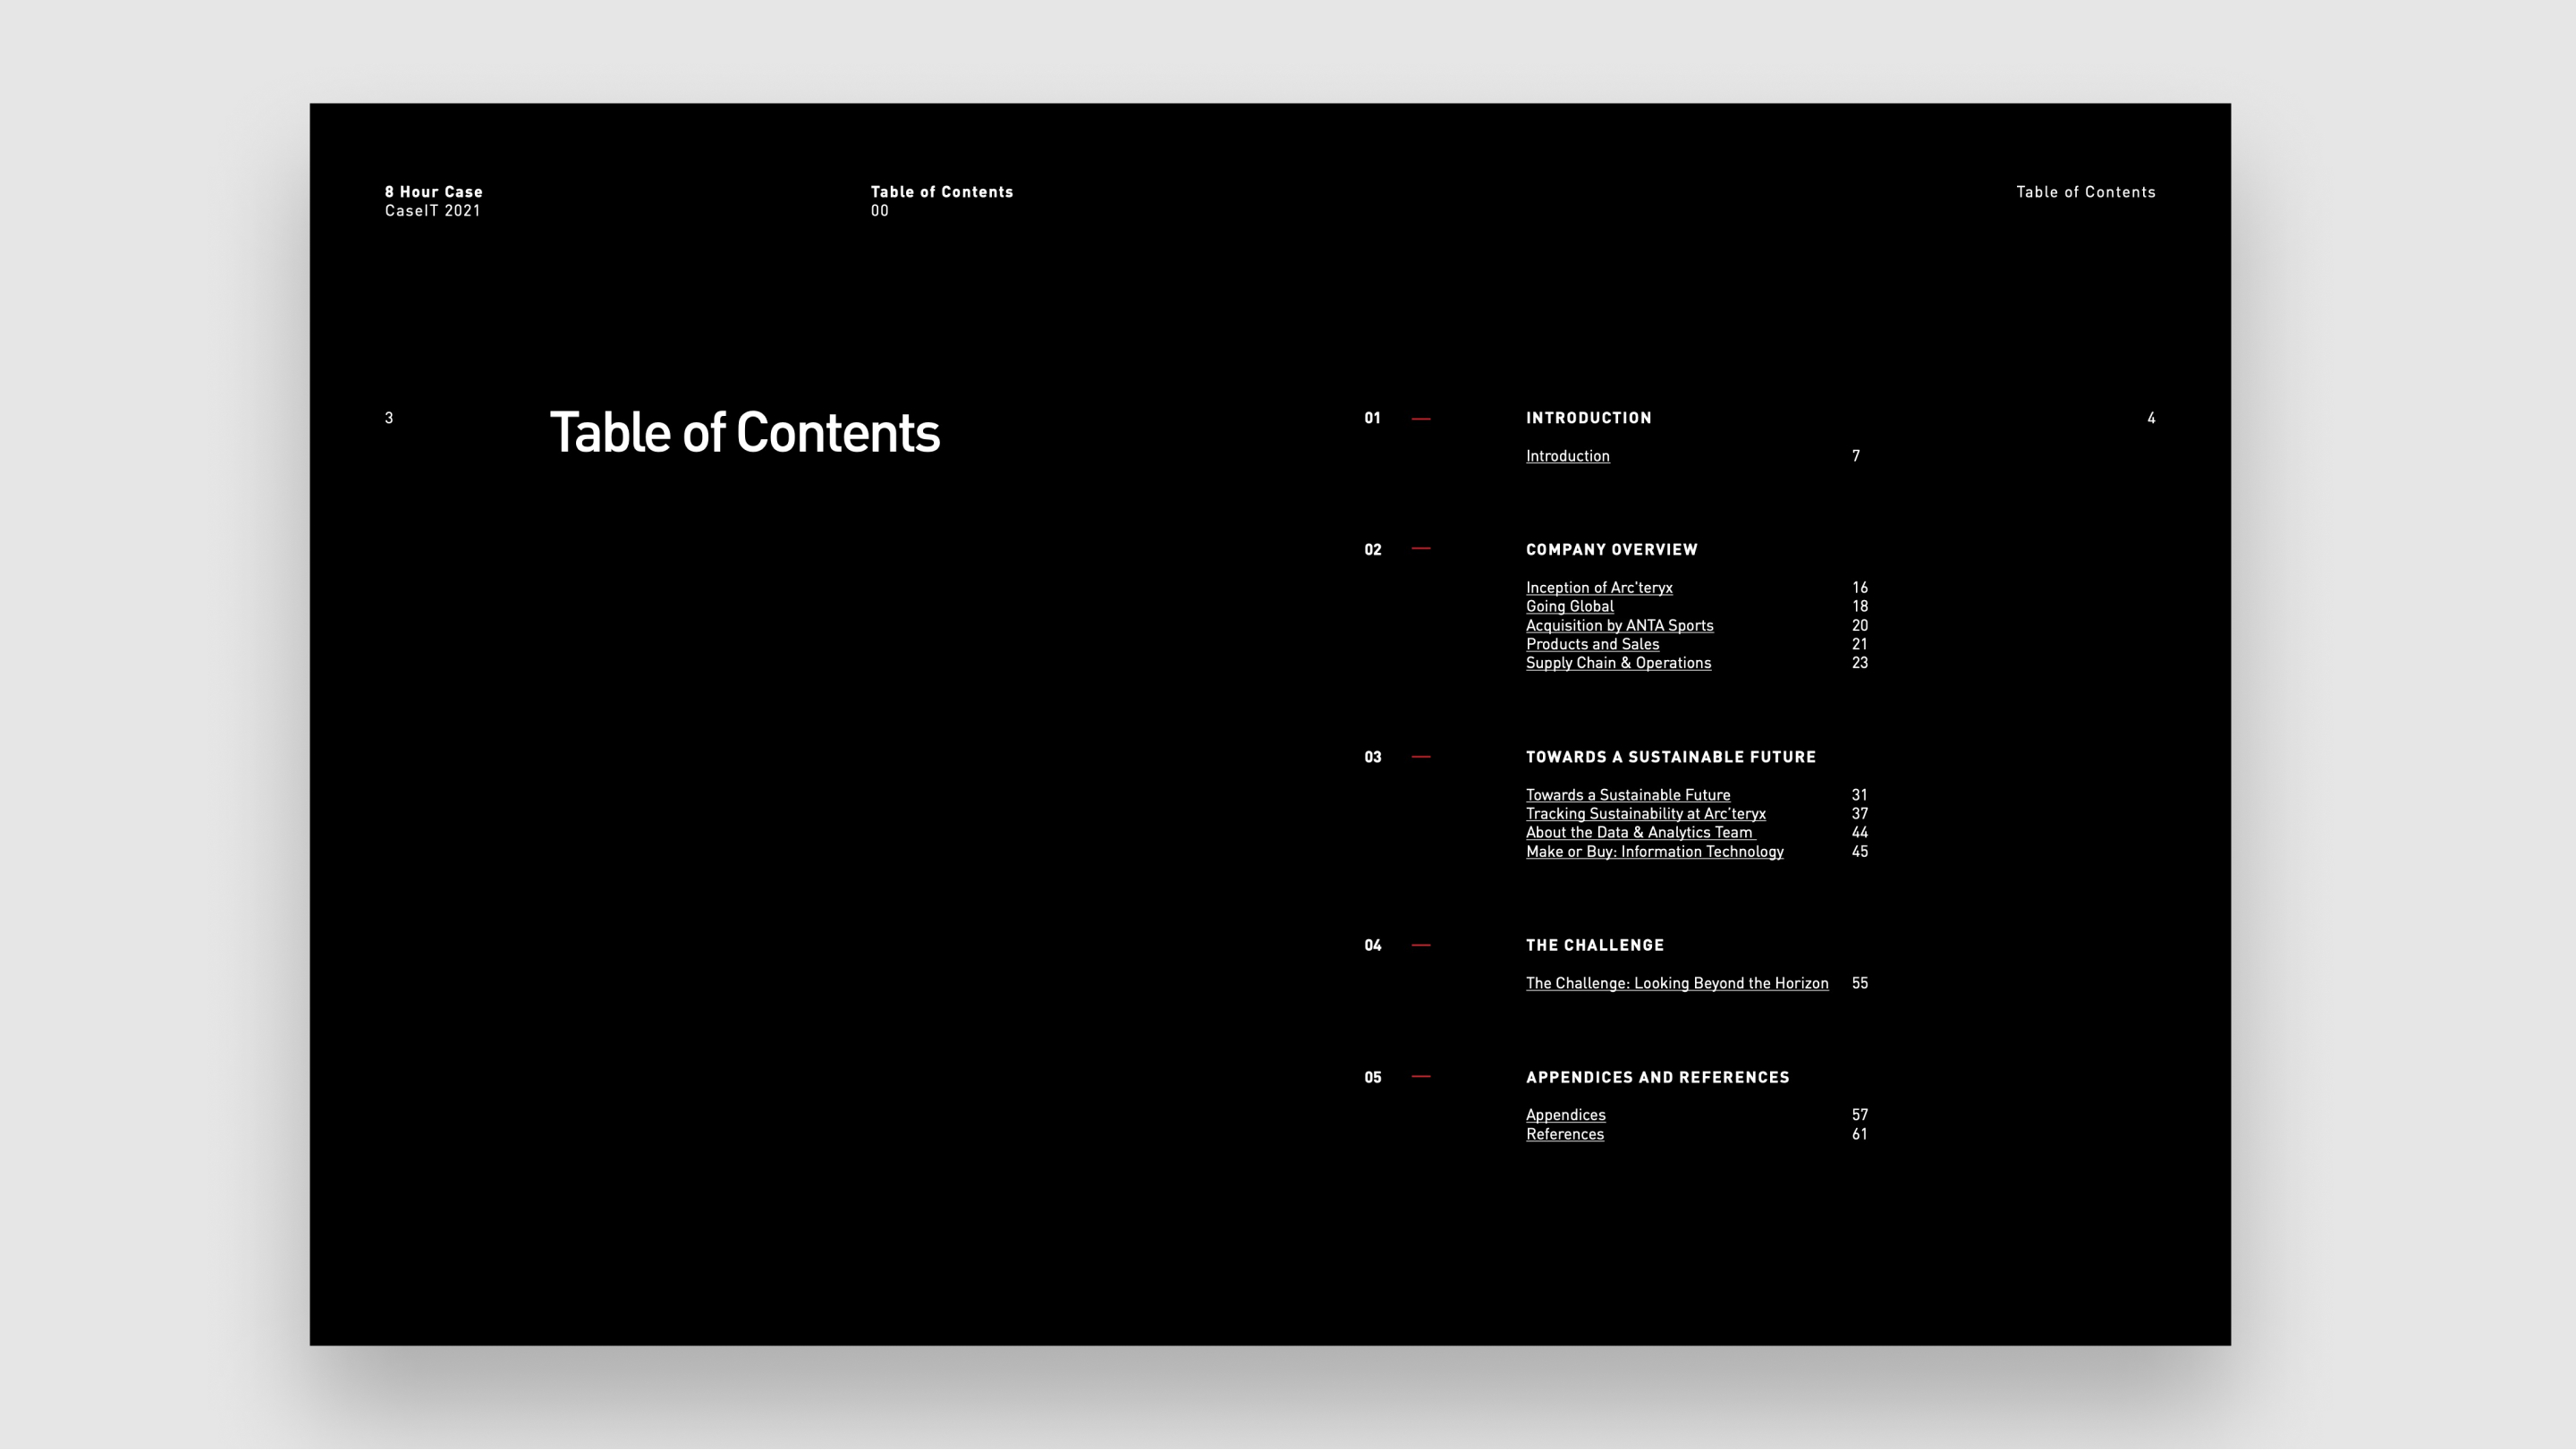 8 Hour Case
CaseIT 2021
Table of Contents
00
Table of Contents
3
Table of Contents
4
01 — INTRODUCTION
Introduction 7
02 — COMPANY OVERVIEW
Inception of Arc'teryx 16
Going Global 18
Acquisition by ANTA Sports 20
Products and Sales 21
Supply Chain & Operations 23
03 — TOWARDS A SUSTAINABLE FUTURE
Towards a Sustainable Future 31
Tracking Sustainability at Arc'teryx 37
About the Data & Analytics Team 44
Make or Buy: Information Technology 45
04 — THE CHALLENGE
The Challenge: Looking Beyond the Horizon 55
05 — APPENDICES AND REFERENCES
Appendices 57
References 61